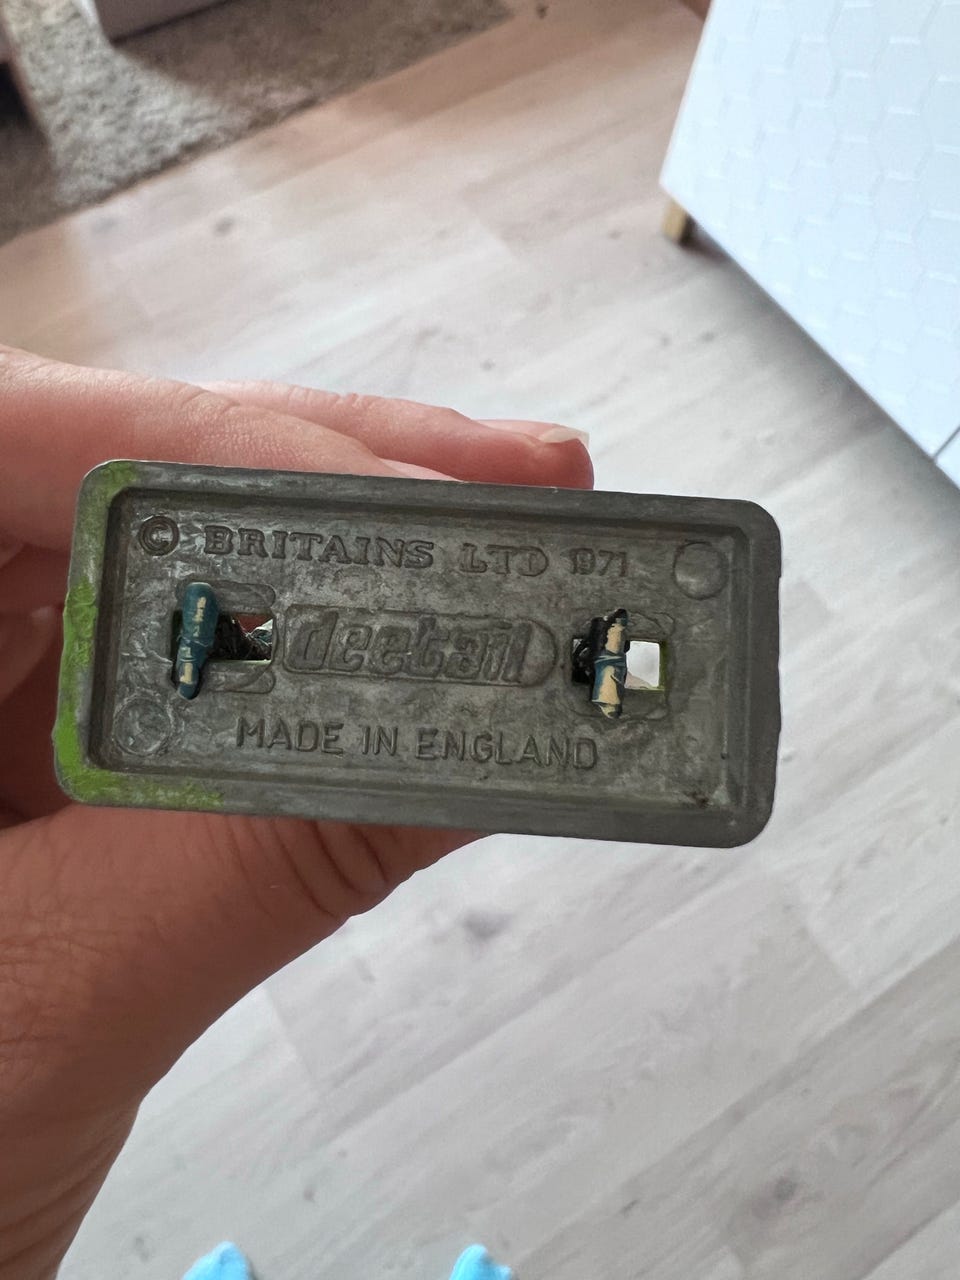 © BRITAINS LTD 1971
deetail
MADE IN ENGLAND